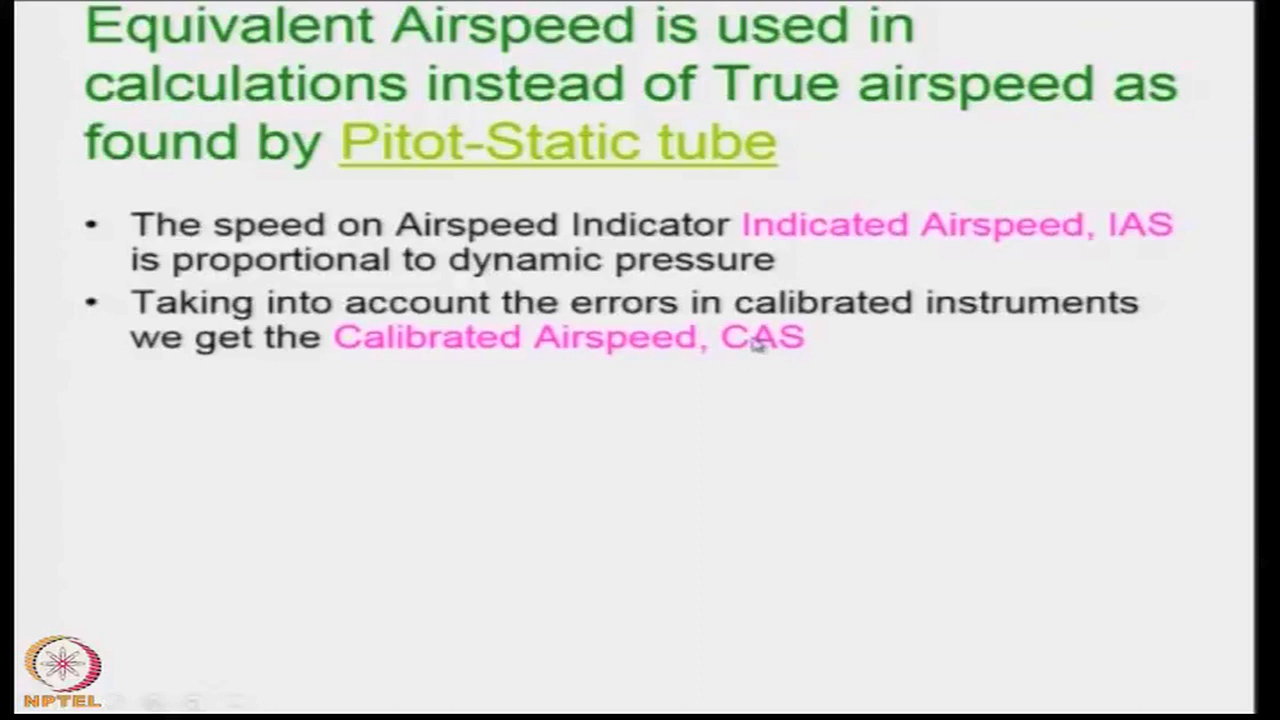 Equivalent Airspeed is used in
calculations instead of True airspeed as
found by Pitot-Static tube
• The speed on Airspeed Indicator Indicated Airspeed, IAS
is proportional to dynamic pressure
• Taking into account the errors in calibrated instruments
we get the Calibrated Airspeed, CAS
NPTEL